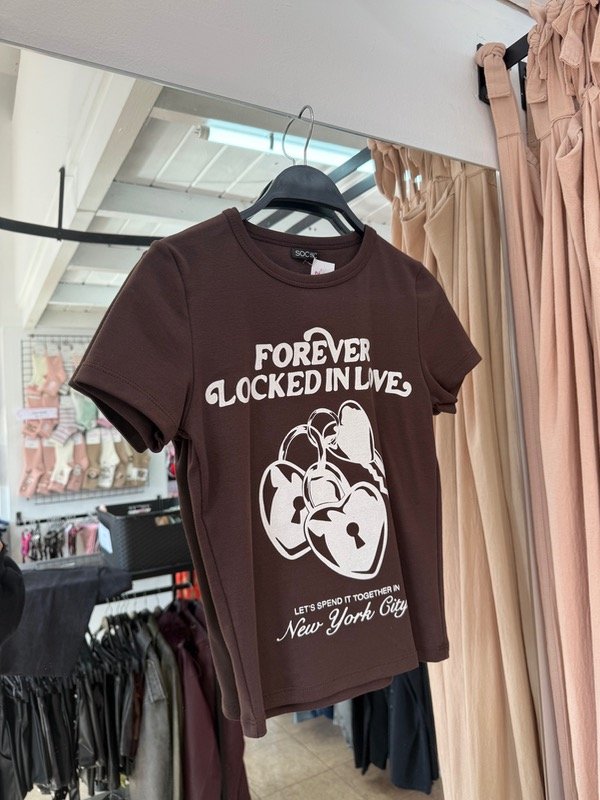 FOREVER
LOCKED IN LOVE
LET'S SPEND IT TOGETHER IN
New York City